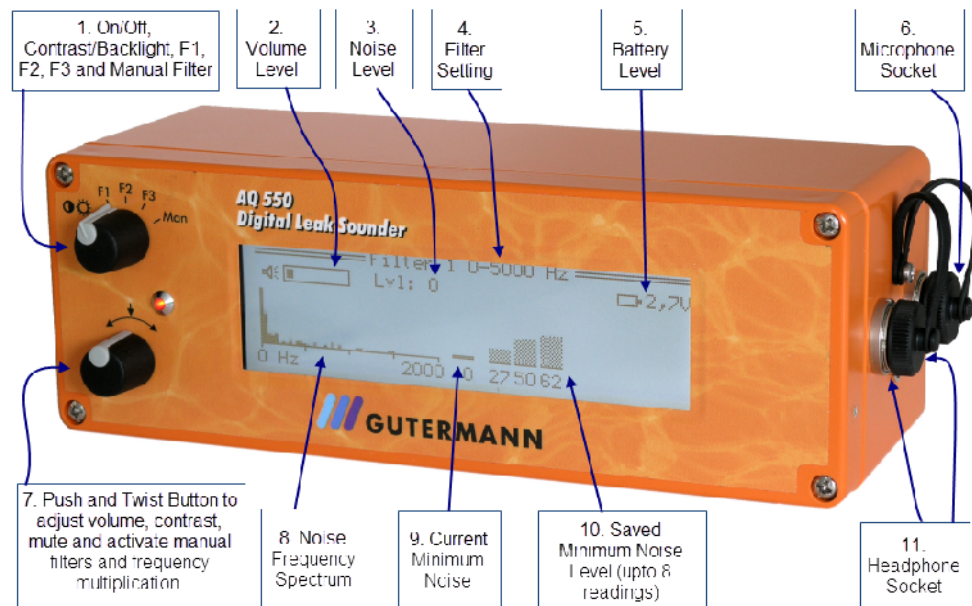 1. On/Off,
Contrast/Backlight, F1,
F2, F3 and Manual Filter
2.
Volume
Level
3.
Noise
Level
4.
Filter
Setting
5.
Battery
Level
6.
Microphone
Socket
F1
F2
F3
Man
AQ 550
Digital Leak Sounder
Filter 1 0-5000 Hz
Lvl: 0
2,7V
0 Hz
2000
0
27 50 62
GUTERMANN
7. Push and Twist Button to
adjust volume, contrast,
mute and activate manual
filters and frequency
multiplication
8. Noise
Frequency
Spectrum
9. Current
Minimum
Noise
10. Saved
Minimum Noise
Level (upto 8
readings)
11.
Headphone
Socket